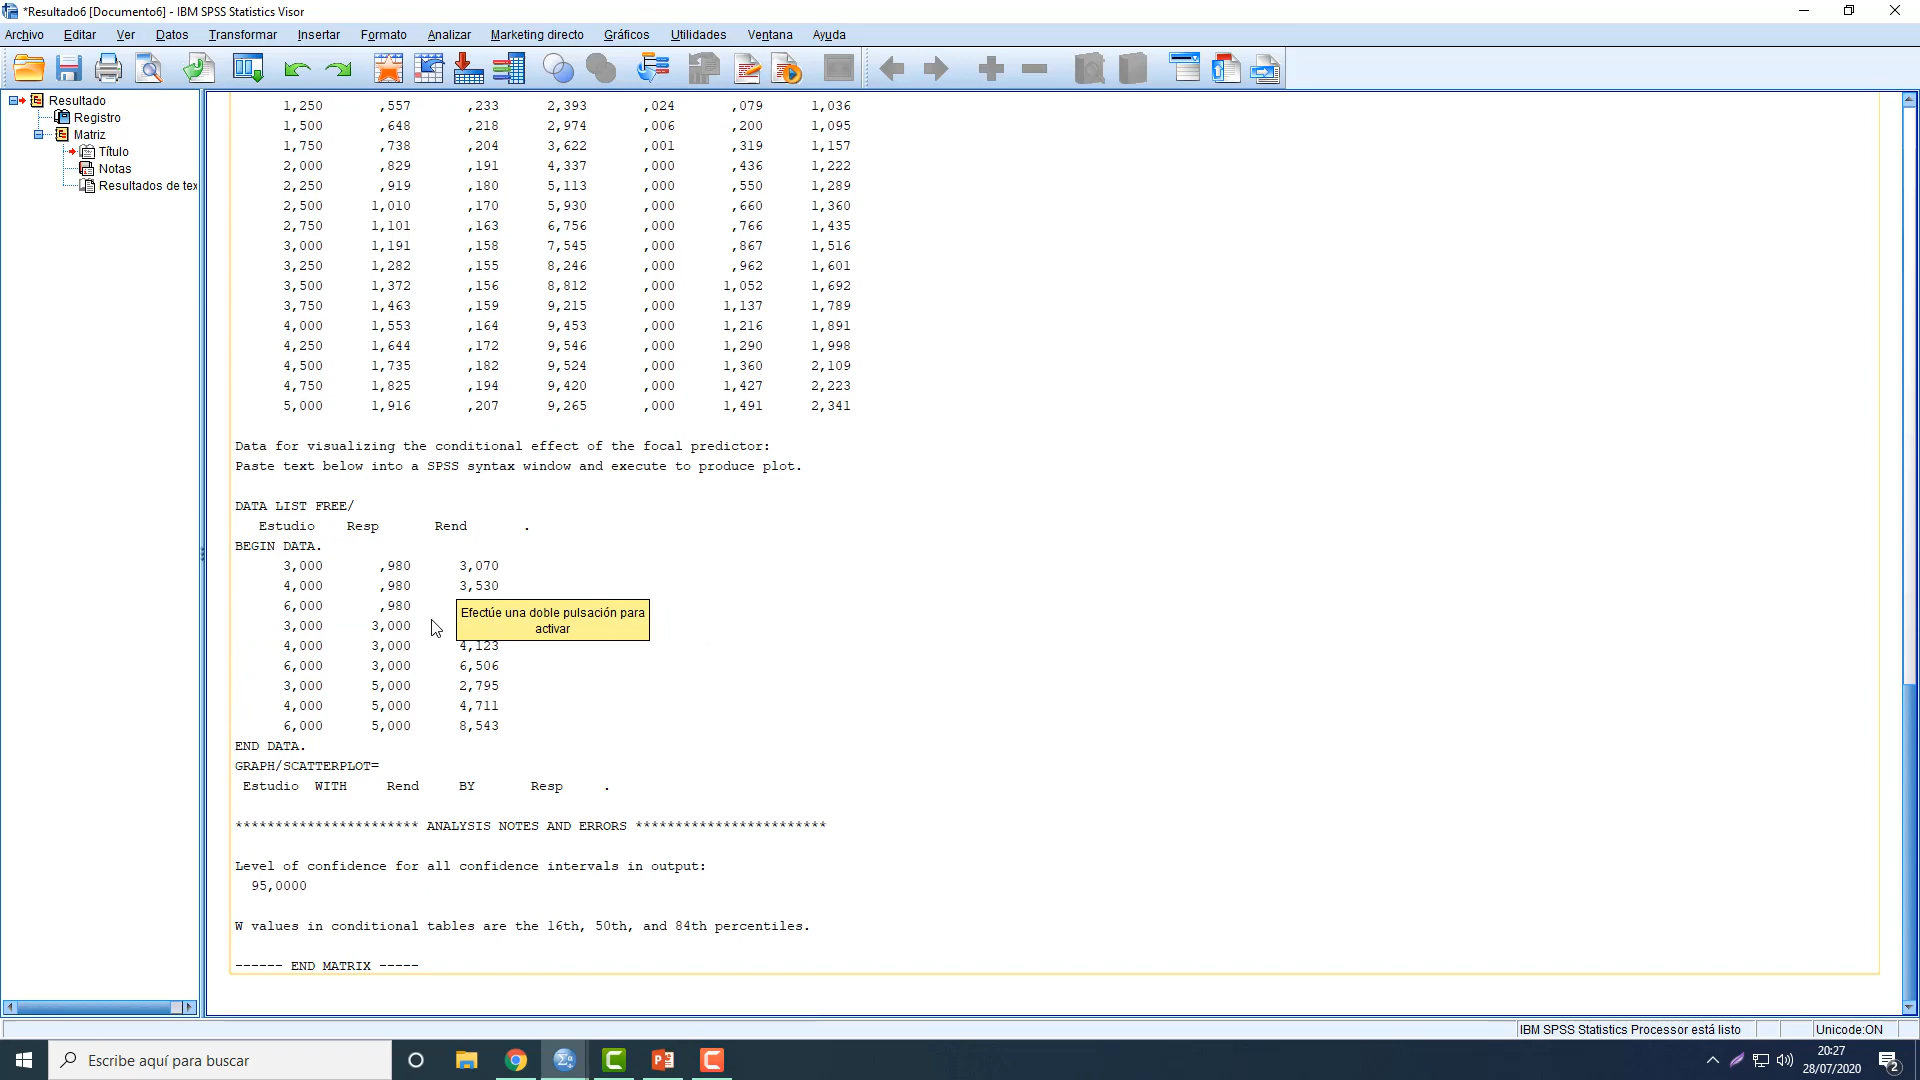 *Resultado6 [Documento6] - IBM SPSS Statistics Visor
Archivo Editar Ver Datos Transformar Insertar Formato Analizar Marketing directo Gráficos Utilidades Ventana Ayuda
Resultado
Registro
Matriz
Título
Notas
Resultados de tex
1,250 ,557 ,233 2,393 ,024 ,079 1,036
1,500 ,648 ,218 2,974 ,006 ,200 1,095
1,750 ,738 ,204 3,622 ,001 ,319 1,157
2,000 ,829 ,191 4,337 ,000 ,436 1,222
2,250 ,919 ,180 5,113 ,000 ,550 1,289
2,500 1,010 ,170 5,930 ,000 ,660 1,360
2,750 1,101 ,163 6,756 ,000 ,766 1,435
3,000 1,191 ,158 7,545 ,000 ,867 1,516
3,250 1,282 ,155 8,246 ,000 ,962 1,601
3,500 1,372 ,156 8,812 ,000 1,052 1,692
3,750 1,463 ,159 9,215 ,000 1,137 1,789
4,000 1,553 ,164 9,453 ,000 1,216 1,891
4,250 1,644 ,172 9,546 ,000 1,290 1,998
4,500 1,735 ,182 9,524 ,000 1,360 2,109
4,750 1,825 ,194 9,420 ,000 1,427 2,223
5,000 1,916 ,207 9,265 ,000 1,491 2,341
Data for visualizing the conditional effect of the focal predictor:
Paste text below into a SPSS syntax window and execute to produce plot.
DATA LIST FREE/
Estudio Resp Rend .
BEGIN DATA.
3,000 ,980 3,070
4,000 ,980 3,530
6,000 ,980
3,000 3,000
4,000 3,000 4,123
6,000 3,000 6,506
3,000 5,000 2,795
4,000 5,000 4,711
6,000 5,000 8,543
END DATA.
GRAPH/SCATTERPLOT=
Estudio WITH Rend BY Resp .
*********************** ANALYSIS NOTES AND ERRORS ************************
Level of confidence for all confidence intervals in output:
95,0000
W values in conditional tables are the 16th, 50th, and 84th percentiles.
------ END MATRIX -----
Efectúe una doble pulsación para
activar
IBM SPSS Statistics Processor está listo Unicode:ON
Escribe aquí para buscar
20:27
28/07/2020
2